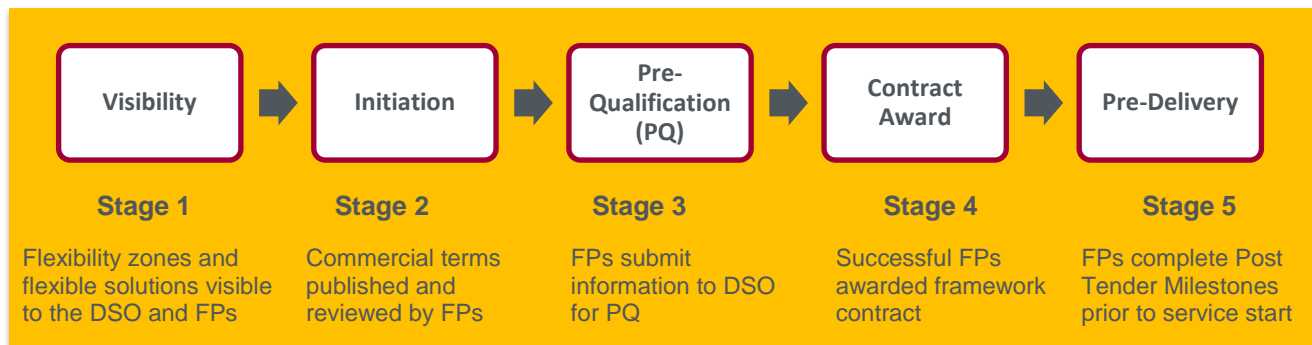 Visibility
Initiation
Pre-
Qualification
(PQ)
Contract
Award
Pre-Delivery
Stage 1
Stage 2
Stage 3
Stage 4
Stage 5
Flexibility zones and
flexible solutions visible
to the DSO and FPs
Commercial terms
published and
reviewed by FPs
FPs submit
information to DSO
for PQ
Successful FPs
awarded framework
contract
FPs complete Post
Tender Milestones
prior to service start